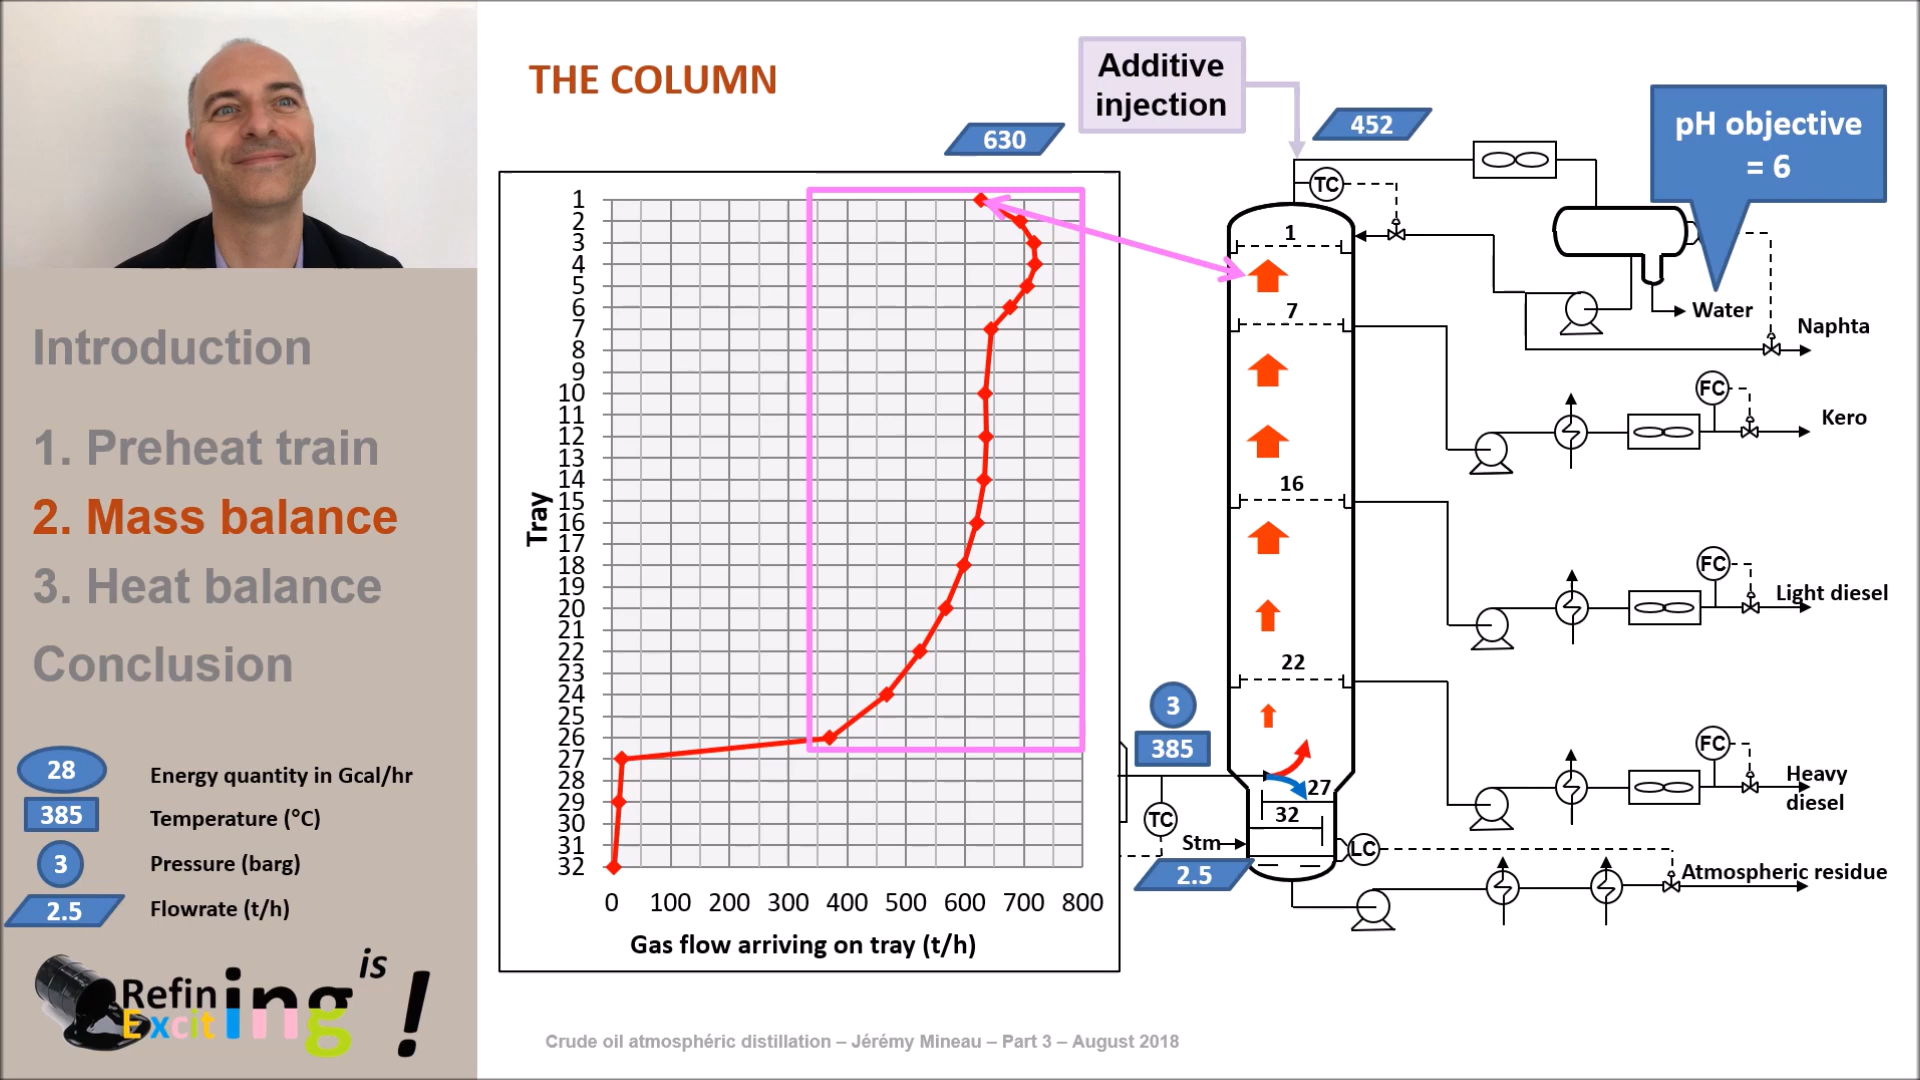 THE COLUMN
Additive
injection
630
452
pH objective
= 6
TC
1
2
3
4
5
6
7
8
9
10
11
12
13
14
15
16
17
18
19
20
21
22
23
24
25
26
27
28
29
30
31
32
Tray
0 100 200 300 400 500 600 700 800
Gas flow arriving on tray (t/h)
1
7
16
22
27
32
Water
Naphta
FC
Kero
FC
Light diesel
FC
Heavy
diesel
3
385
TC
Stm
2.5
LC
Atmospheric residue
Introduction
1. Preheat train
2. Mass balance
3. Heat balance
Conclusion
28 Energy quantity in Gcal/hr
385 Temperature (°C)
3 Pressure (barg)
2.5 Flowrate (t/h)
Refining is
Exciting !
Crude oil atmosphéric distillation – Jérémy Mineau – Part 3 – August 2018